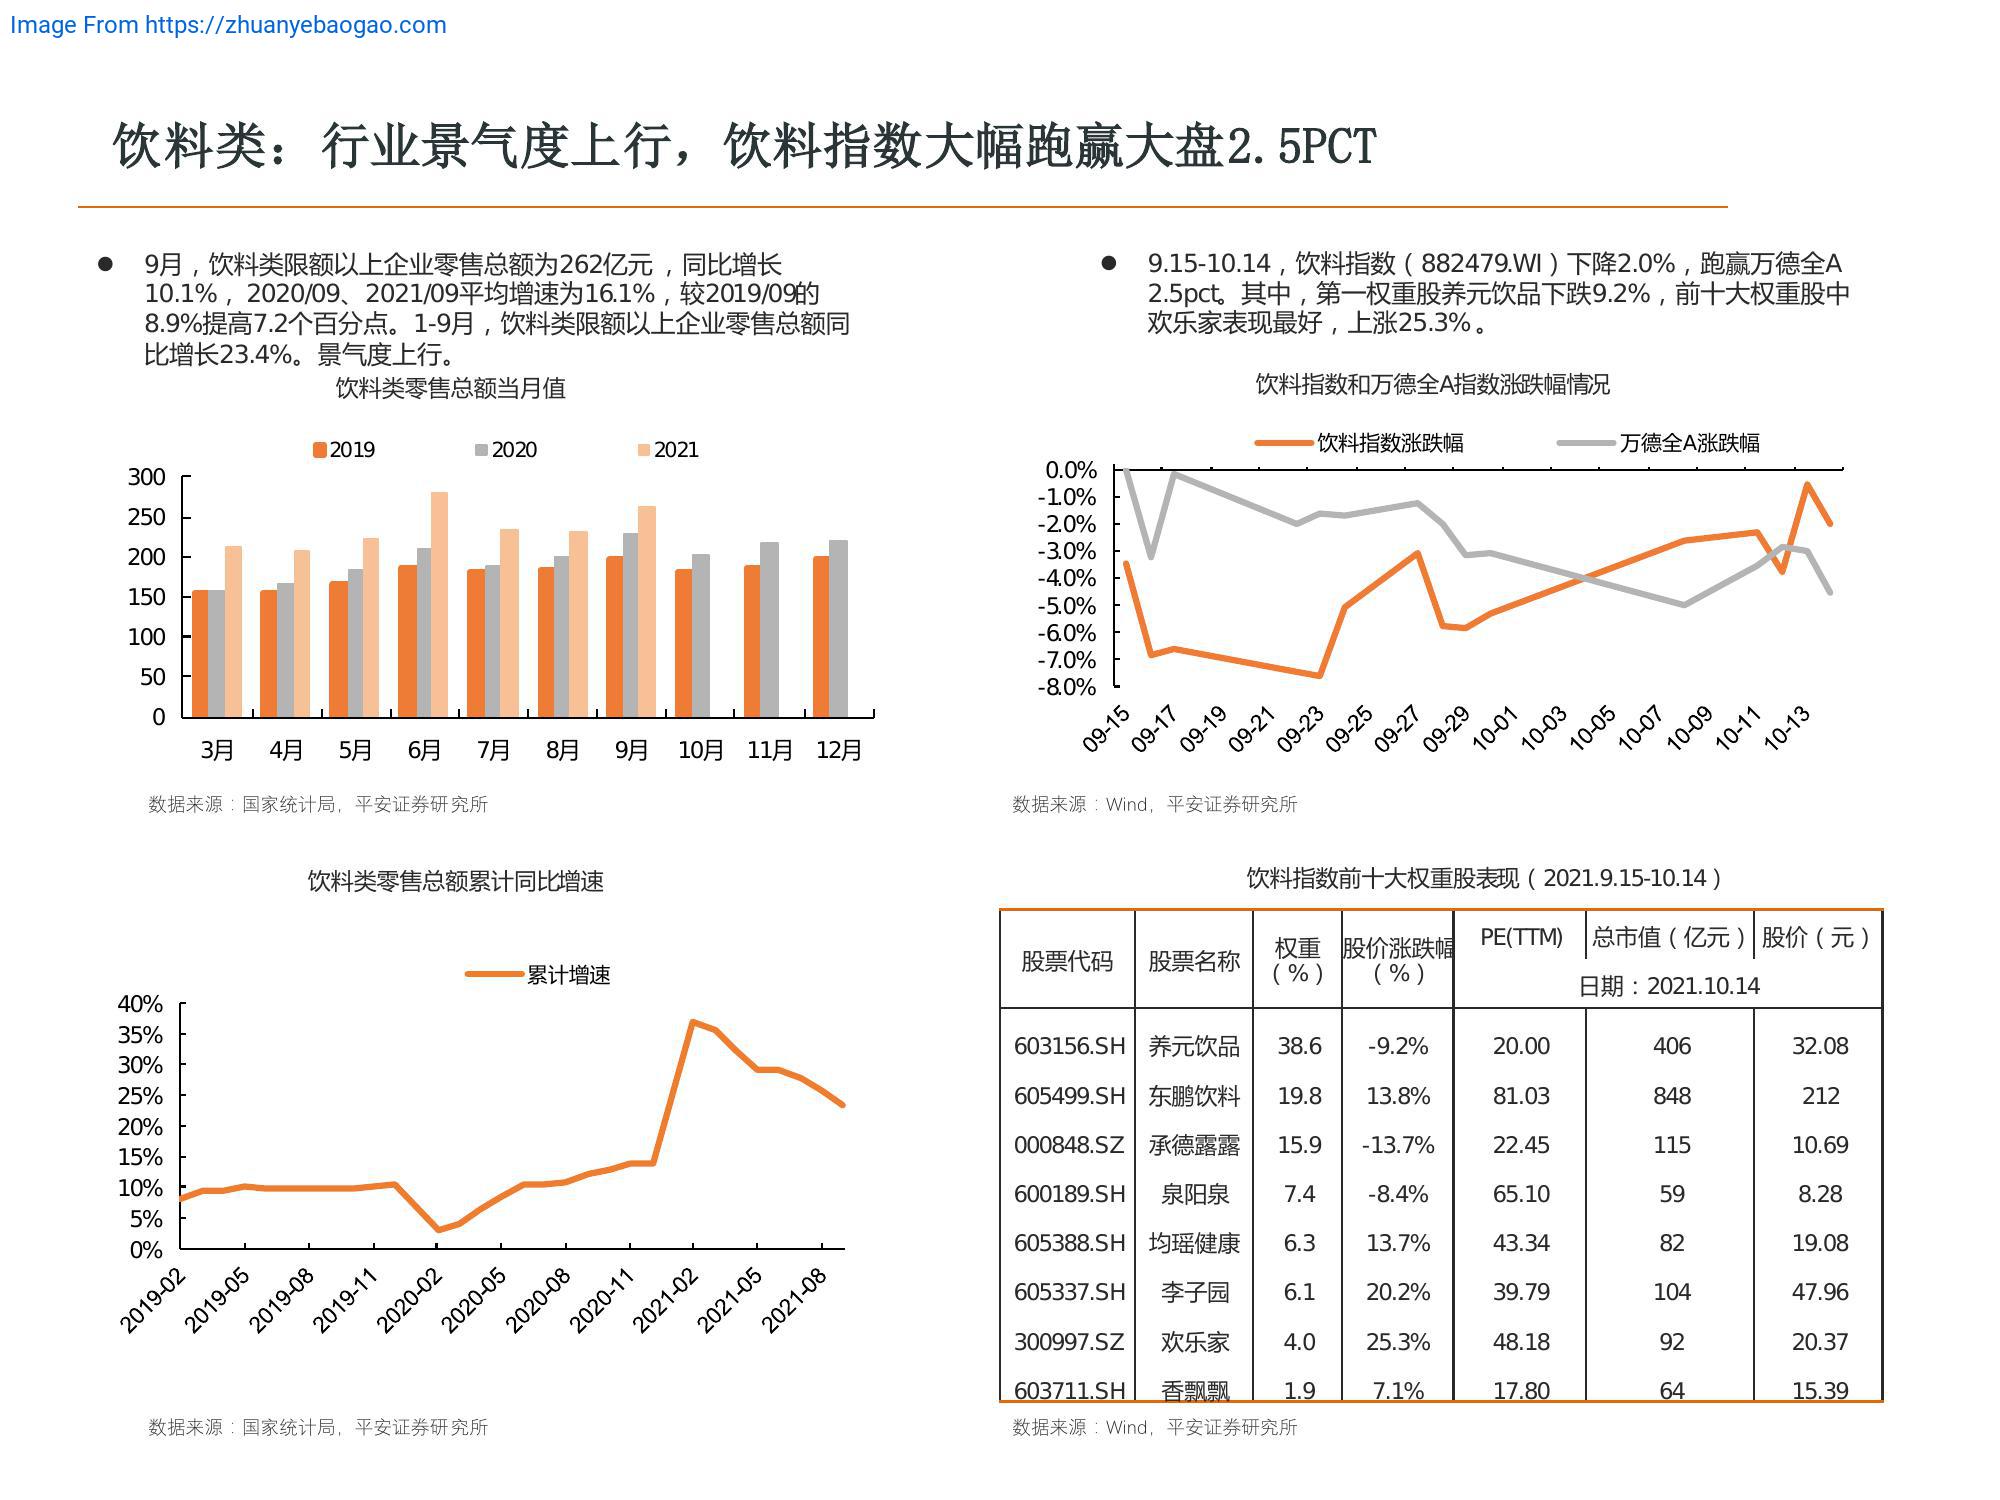 Image From https://zhuanyebaogao.com
饮料类：行业景气度上行，饮料指数大幅跑赢大盘2.5PCT
● 9月，饮料类限额以上企业零售总额为262亿元，同比增长
10.1%，2020/09、2021/09平均增速为16.1%，较2019/09的
8.9%提高7.2个百分点。1-9月，饮料类限额以上企业零售总额同
比增长23.4%。景气度上行。
饮料类零售总额当月值
2019 2020 2021
300
250
200
150
100
50
0
3月 4月 5月 6月 7月 8月 9月 10月 11月 12月
数据来源：国家统计局，平安证券研究所
● 9.15-10.14，饮料指数（882479.WI）下降2.0%，跑赢万德全A
2.5pct。其中，第一权重股养元饮品下跌9.2%，前十大权重股中
欢乐家表现最好，上涨25.3%。
饮料指数和万德全A指数涨跌幅情况
饮料指数涨跌幅 万德全A涨跌幅
0.0%
-1.0%
-2.0%
-3.0%
-4.0%
-5.0%
-6.0%
-7.0%
-8.0%
09-15 09-17 09-19 09-21 09-23 09-25 09-27 09-29 10-01 10-03 10-05 10-07 10-09 10-11 10-13
数据来源：Wind，平安证券研究所
饮料类零售总额累计同比增速
累计增速
40%
35%
30%
25%
20%
15%
10%
5%
0%
2019-02 2019-05 2019-08 2019-11 2020-02 2020-05 2020-08 2020-11 2021-02 2021-05 2021-08
数据来源：国家统计局，平安证券研究所
饮料指数前十大权重股表现（2021.9.15-10.14）
股票代码 股票名称 权重（%） 股价涨跌幅（%） PE(TTM) 总市值（亿元） 股价（元）
日期：2021.10.14
603156.SH 养元饮品 38.6 -9.2% 20.00 406 32.08
605499.SH 东鹏饮料 19.8 13.8% 81.03 848 212
000848.SZ 承德露露 15.9 -13.7% 22.45 115 10.69
600189.SH 泉阳泉 7.4 -8.4% 65.10 59 8.28
605388.SH 均瑶健康 6.3 13.7% 43.34 82 19.08
605337.SH 李子园 6.1 20.2% 39.79 104 47.96
300997.SZ 欢乐家 4.0 25.3% 48.18 92 20.37
603711.SH 香飘飘 1.9 7.1% 17.80 64 15.39
数据来源：Wind，平安证券研究所